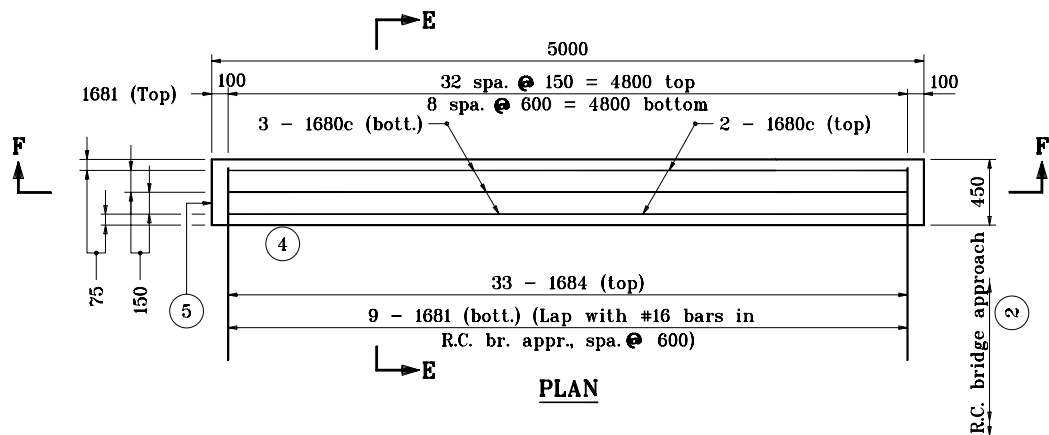 E
5000
100
32 spa. @ 150 = 4800 top
100
1681 (Top)
8 spa. @ 600 = 4800 bottom
3 - 1680c (bott.)
2 - 1680c (top)
F
F
450
4
75
150
5
33 - 1684 (top)
9 - 1681 (bott.) (Lap with #16 bars in
R.C. br. appr., spa. @ 600)
R.C. bridge approach
2
E
PLAN